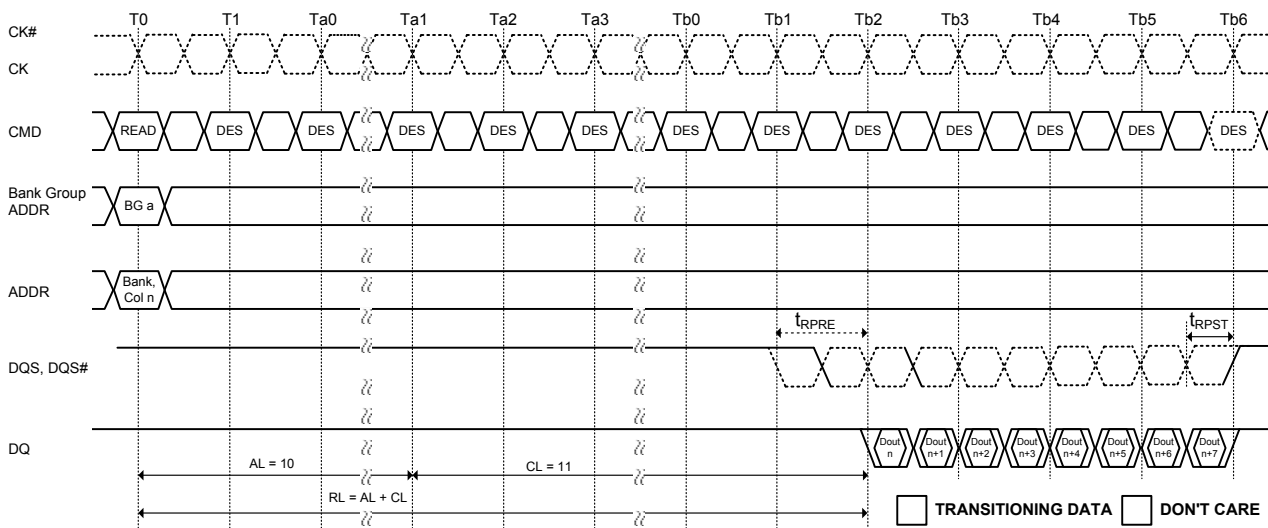 T0 T1 Ta0 Ta1 Ta2 Ta3 Tb0 Tb1 Tb2 Tb3 Tb4 Tb5 Tb6
CK#
CK
CMD READ DES DES DES DES DES DES DES DES DES DES DES DES
Bank Group
ADDR
BG a
ADDR
Bank,
Col n
tRPRE tRPST
DQS, DQS#
DQ
Dout
n
Dout
n+1
Dout
n+2
Dout
n+3
Dout
n+4
Dout
n+5
Dout
n+6
Dout
n+7
AL = 10 CL = 11
RL = AL + CL
TRANSITIONING DATA DON'T CARE